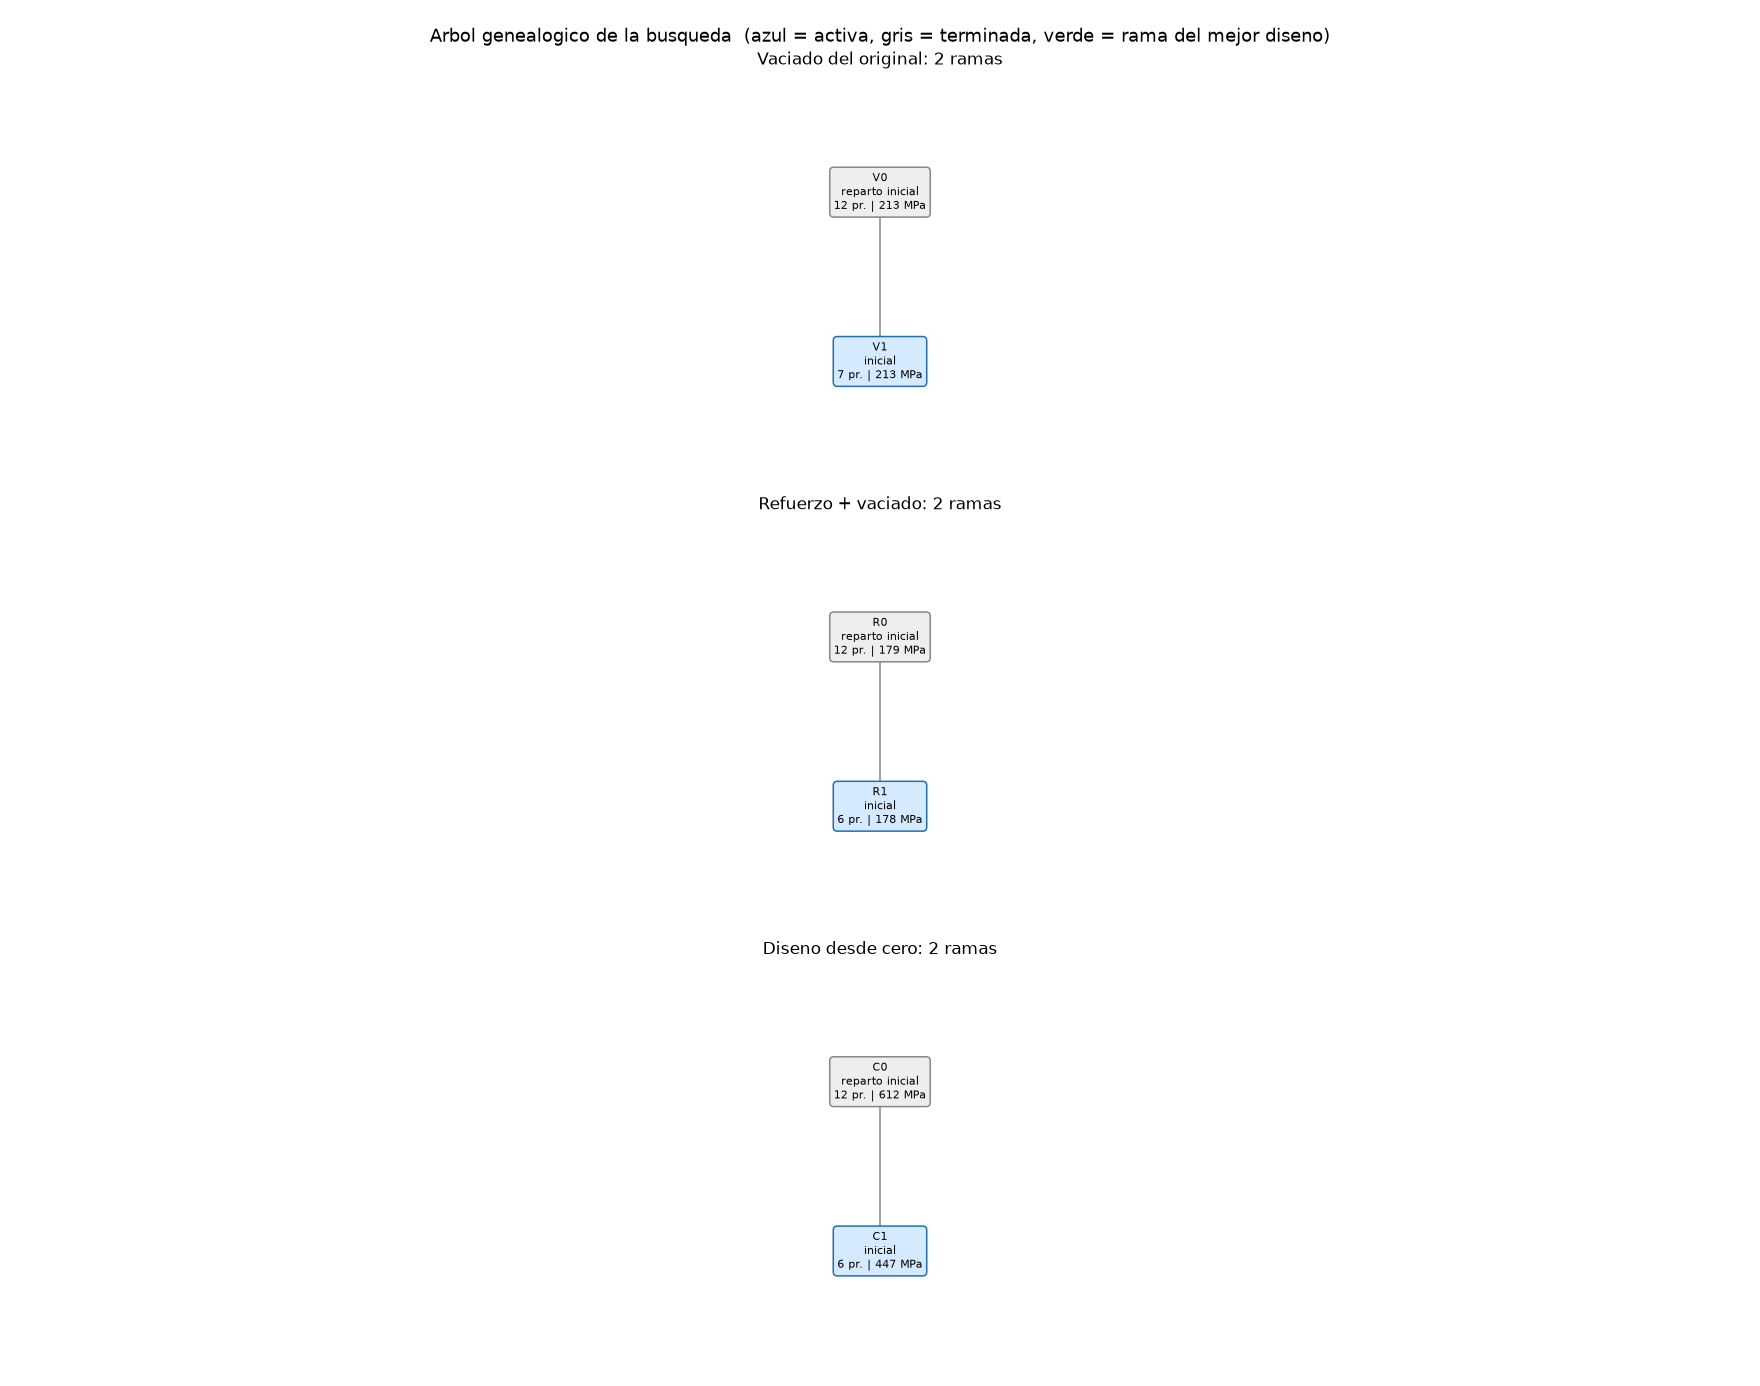 Arbol genealogico de la busqueda  (azul = activa, gris = terminada, verde = rama del mejor diseno)
Vaciado del original: 2 ramas
V0
reparto inicial
12 pr. | 213 MPa
V1
inicial
7 pr. | 213 MPa
Refuerzo + vaciado: 2 ramas
R0
reparto inicial
12 pr. | 179 MPa
R1
inicial
6 pr. | 178 MPa
Diseno desde cero: 2 ramas
C0
reparto inicial
12 pr. | 612 MPa
C1
inicial
6 pr. | 447 MPa